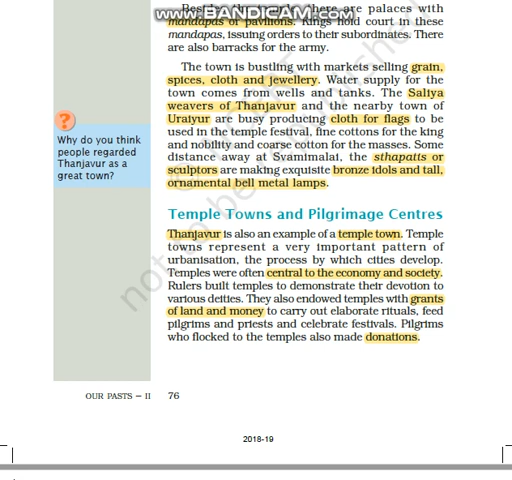 WWW.BANDICAM.COM
there are palaces with
mandapas or pavilions. Kings hold court in these
mandapas, issuing orders to their subordinates. There
are also barracks for the army.
The town is bustling with markets selling grain,
spices, cloth and jewellery. Water supply for the
town comes from wells and tanks. The Saliya
weavers of Thanjavur and the nearby town of
Uraiyur are busy producing cloth for flags to be
used in the temple festival, fine cottons for the king
and nobility and coarse cotton for the masses. Some
distance away at Svamimalai, the sthapatis or
sculptors are making exquisite bronze idols and tall,
ornamental bell metal lamps.
?
Why do you think
people regarded
Thanjavur as a
great town?
Temple Towns and Pilgrimage Centres
Thanjavur is also an example of a temple town. Temple
towns represent a very important pattern of
urbanisation, the process by which cities develop.
Temples were often central to the economy and society.
Rulers built temples to demonstrate their devotion to
various deities. They also endowed temples with grants
of land and money to carry out elaborate rituals, feed
pilgrims and priests and celebrate festivals. Pilgrims
who flocked to the temples also made donations.
OUR PASTS – II 76
2018-19
not to be